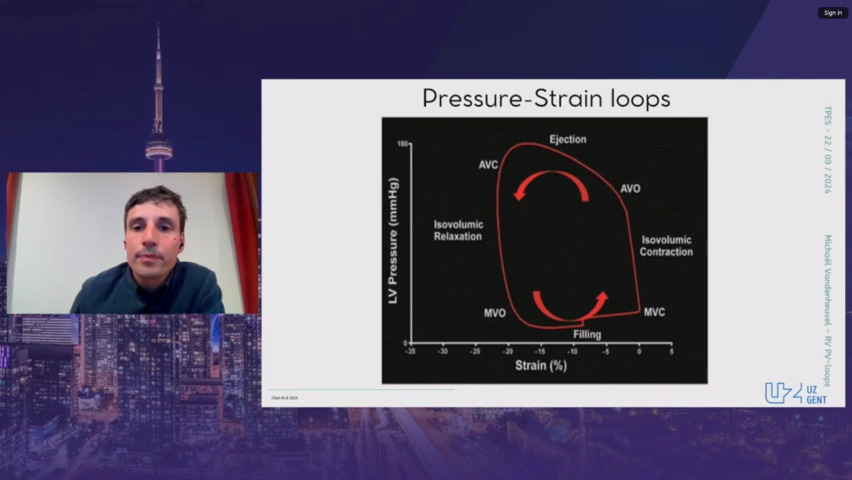 Sign in
Pressure-Strain loops
180
Ejection
AVC
AVO
LV Pressure (mmHg)
Isovolumic
Relaxation
Isovolumic
Contraction
MVO
MVC
Filling
0
-35
-25
-20
-15
-10
-5
0
5
Strain (%)
TPES - 22 / 09 / 2024
Michaël Vandenheuvel - RV PV-loops
UZ
GENT